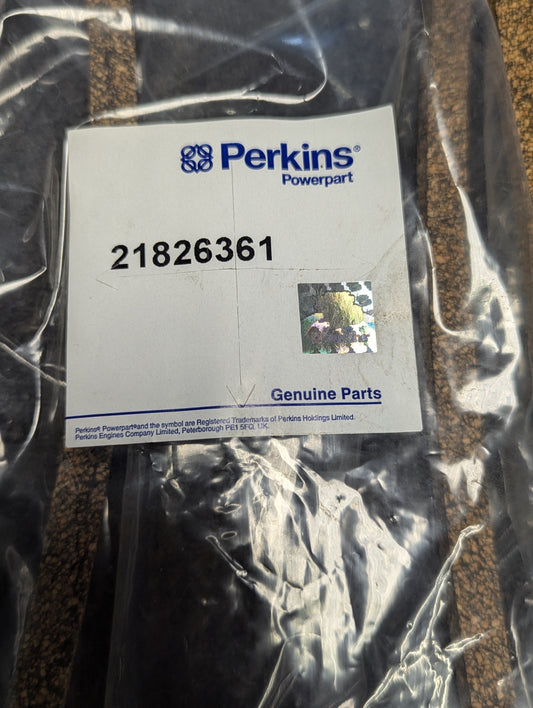 Perkins®
Powerpart
21826361
Genuine Parts
Perkins® Powerpart®and the symbol are Registered Trademarks of Perkins Holdings Limited.
Perkins Engines Company Limited, Peterborough PE1 5FQ, UK.